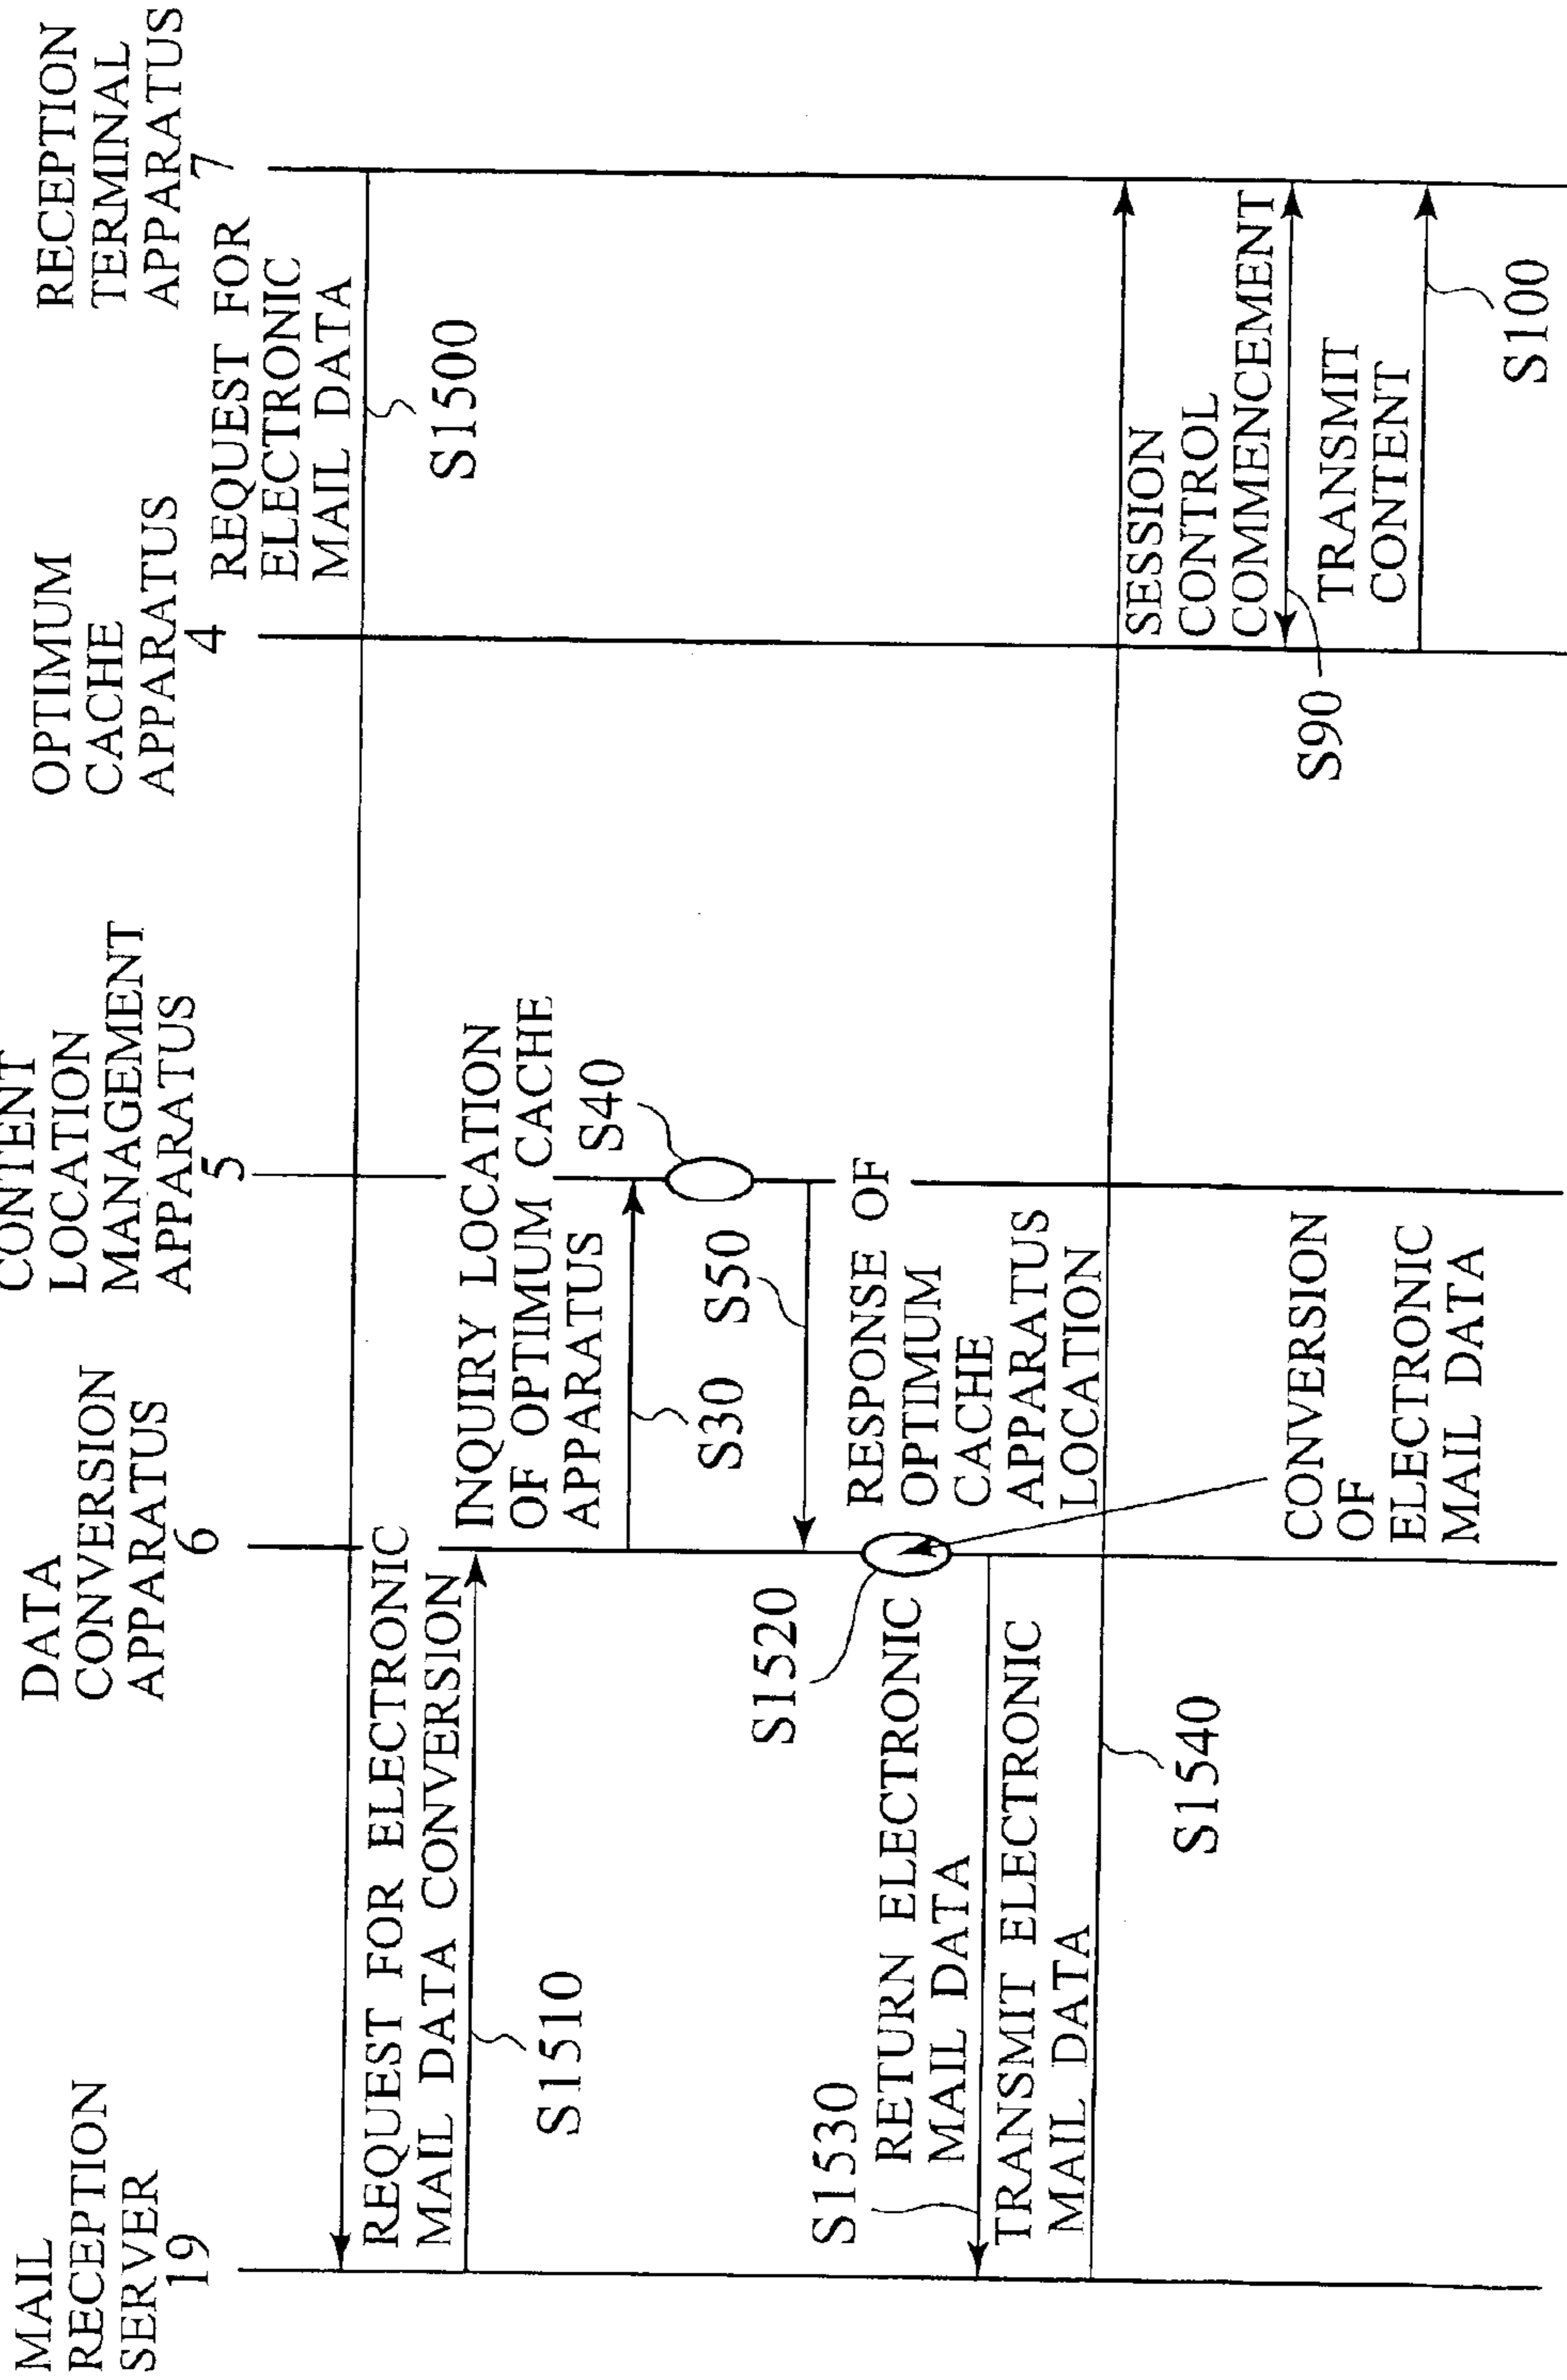 MAIL
RECEPTION
SERVER
19
DATA
CONVERSION
APPARATUS
6
CONTENT
LOCATION
MANAGEMENT
APPARATUS
5
OPTIMUM
CACHE
APPARATUS
4
RECEPTION
TERMINAL
APPARATUS
7
REQUEST FOR
ELECTRONIC
MAIL DATA
S1500
REQUEST FOR ELECTRONIC
MAIL DATA CONVERSION
S1510
INQUIRY LOCATION
OF OPTIMUM CACHE
APPARATUS
S30
S40
S50
RESPONSE OF
OPTIMUM
CACHE
APPARATUS
LOCATION
S1520
CONVERSION
OF
ELECTRONIC
MAIL DATA
S1530
RETURN ELECTRONIC
MAIL DATA
TRANSMIT ELECTRONIC
MAIL DATA
S1540
SESSION
CONTROL
COMMENCEMENT
S90
TRANSMIT
CONTENT
S100